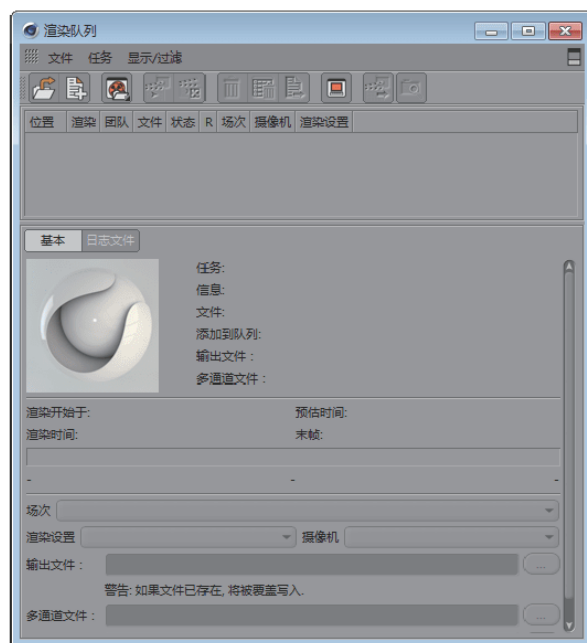 渲染队列
文件 任务 显示/过滤
位置 渲染 团队 文件 状态 R 场次 摄像机 渲染设置
基本 日志文件
任务:
信息:
文件:
添加到队列:
输出文件 :
多通道文件 :
渲染开始于: 预估时间:
渲染时间: 末帧:
- - -
场次
渲染设置 摄像机
输出文件 : ...
警告: 如果文件已存在, 将被覆盖写入.
多通道文件 : ...